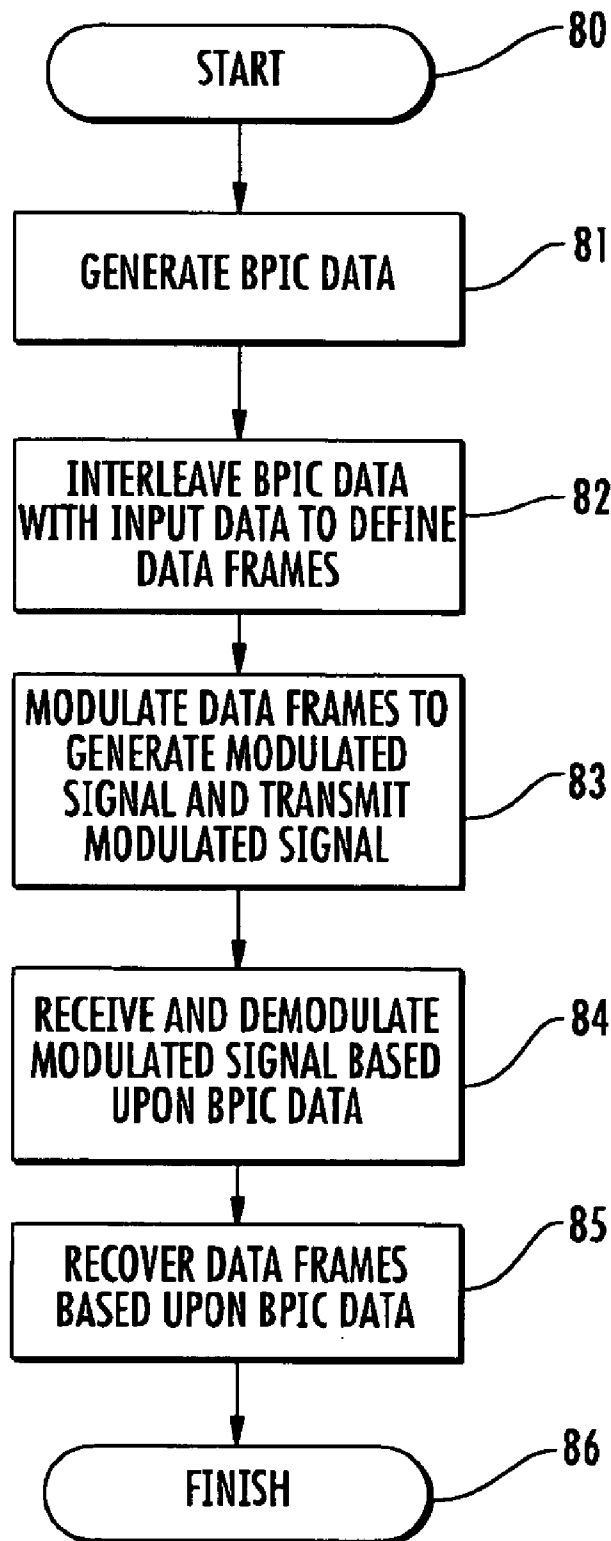 START
80
GENERATE BPIC DATA
81
INTERLEAVE BPIC DATA
WITH INPUT DATA TO DEFINE
DATA FRAMES
82
MODULATE DATA FRAMES TO
GENERATE MODULATED
SIGNAL AND TRANSMIT
MODULATED SIGNAL
83
RECEIVE AND DEMODULATE
MODULATED SIGNAL BASED
UPON BPIC DATA
84
RECOVER DATA FRAMES
BASED UPON BPIC DATA
85
FINISH
86